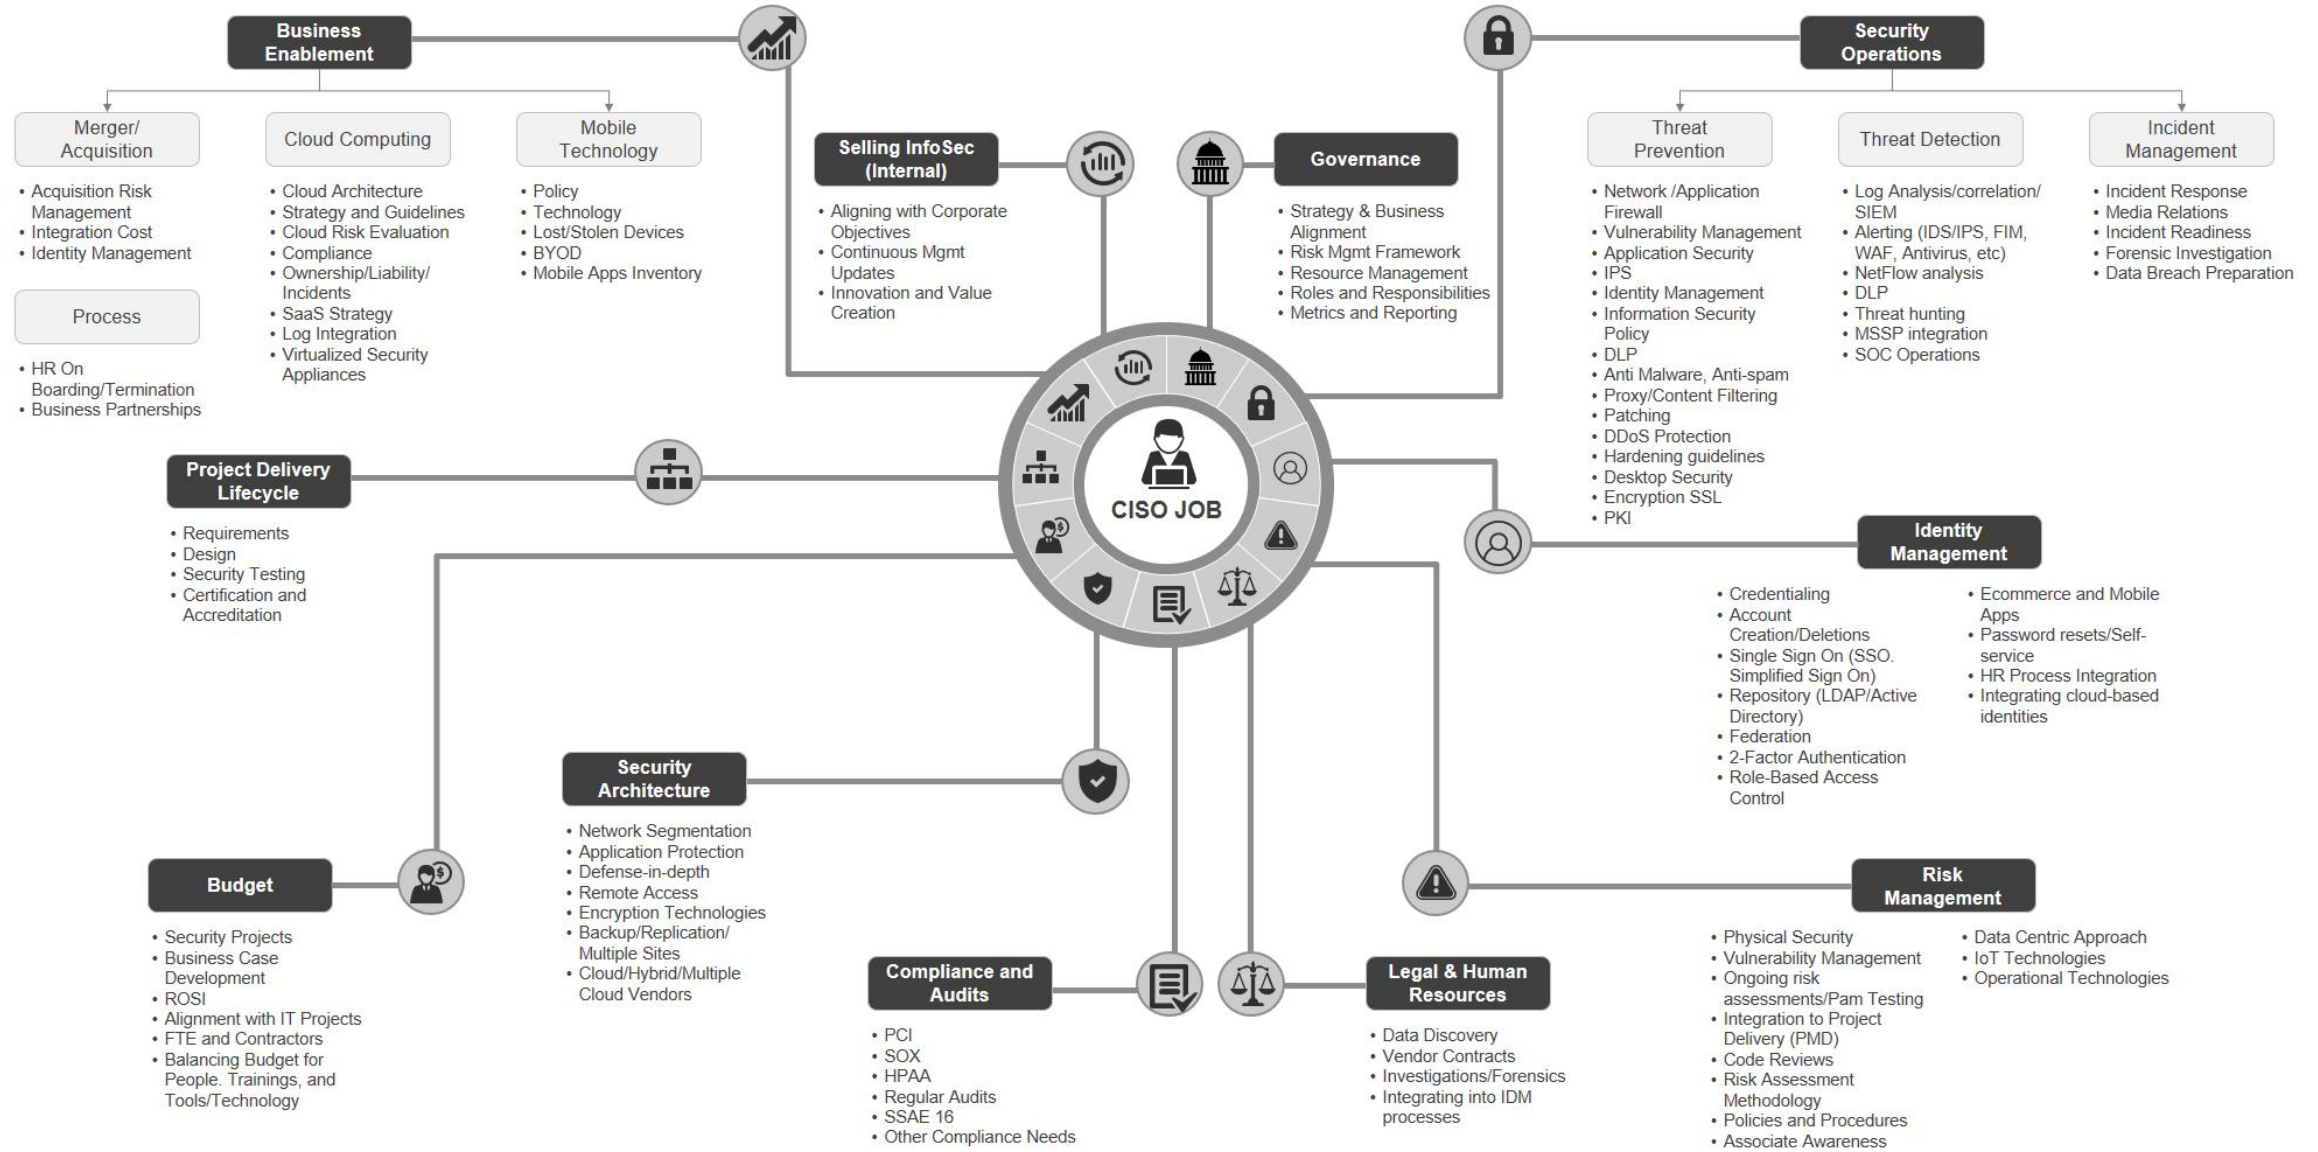 Business
Enablement
Merger/
Acquisition
• Acquisition Risk
Management
• Integration Cost
• Identity Management
Process
• HR On
Boarding/Termination
• Business Partnerships
Cloud Computing
• Cloud Architecture
• Strategy and Guidelines
• Cloud Risk Evaluation
• Compliance
• Ownership/Liability/
Incidents
• SaaS Strategy
• Log Integration
• Virtualized Security
Appliances
Mobile
Technology
• Policy
• Technology
• Lost/Stolen Devices
• BYOD
• Mobile Apps Inventory
Selling InfoSec
(Internal)
• Aligning with Corporate
Objectives
• Continuous Mgmt
Updates
• Innovation and Value
Creation
Governance
• Strategy & Business
Alignment
• Risk Mgmt Framework
• Resource Management
• Roles and Responsibilities
• Metrics and Reporting
Security
Operations
Threat
Prevention
• Network /Application
Firewall
• Vulnerability Management
• Application Security
• IPS
• Identity Management
• Information Security
Policy
• DLP
• Anti Malware, Anti-spam
• Proxy/Content Filtering
• Patching
• DDoS Protection
• Hardening guidelines
• Desktop Security
• Encryption SSL
• PKI
Threat Detection
• Log Analysis/correlation/
SIEM
• Alerting (IDS/IPS, FIM,
WAF, Antivirus, etc)
• NetFlow analysis
• DLP
• Threat hunting
• MSSP integration
• SOC Operations
Incident
Management
• Incident Response
• Media Relations
• Incident Readiness
• Forensic Investigation
• Data Breach Preparation
CISO JOB
Project Delivery
Lifecycle
• Requirements
• Design
• Security Testing
• Certification and
Accreditation
Identity
Management
• Credentialing
• Account
Creation/Deletions
• Single Sign On (SSO.
Simplified Sign On)
• Repository (LDAP/Active
Directory)
• Federation
• 2-Factor Authentication
• Role-Based Access
Control
• Ecommerce and Mobile
Apps
• Password resets/Self-
service
• HR Process Integration
• Integrating cloud-based
identities
Budget
• Security Projects
• Business Case
Development
• ROSI
• Alignment with IT Projects
• FTE and Contractors
• Balancing Budget for
People. Trainings, and
Tools/Technology
Security
Architecture
• Network Segmentation
• Application Protection
• Defense-in-depth
• Remote Access
• Encryption Technologies
• Backup/Replication/
Multiple Sites
• Cloud/Hybrid/Multiple
Cloud Vendors
Compliance and
Audits
• PCI
• SOX
• HPAA
• Regular Audits
• SSAE 16
• Other Compliance Needs
Legal & Human
Resources
• Data Discovery
• Vendor Contracts
• Investigations/Forensics
• Integrating into IDM
processes
Risk
Management
• Physical Security
• Vulnerability Management
• Ongoing risk
assessments/Pam Testing
• Integration to Project
Delivery (PMD)
• Code Reviews
• Risk Assessment
Methodology
• Policies and Procedures
• Associate Awareness
• Data Centric Approach
• IoT Technologies
• Operational Technologies